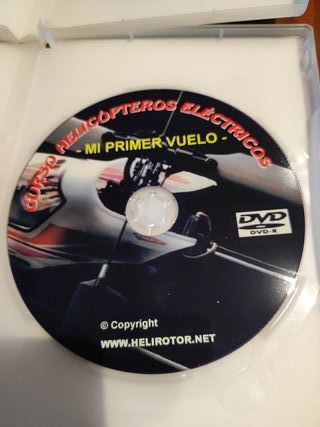 CURSO HELICÓPTEROS ELÉCTRICOS
- MI PRIMER VUELO -
DVD
DVD-R
© Copyright
WWW.HELIROTOR.NET